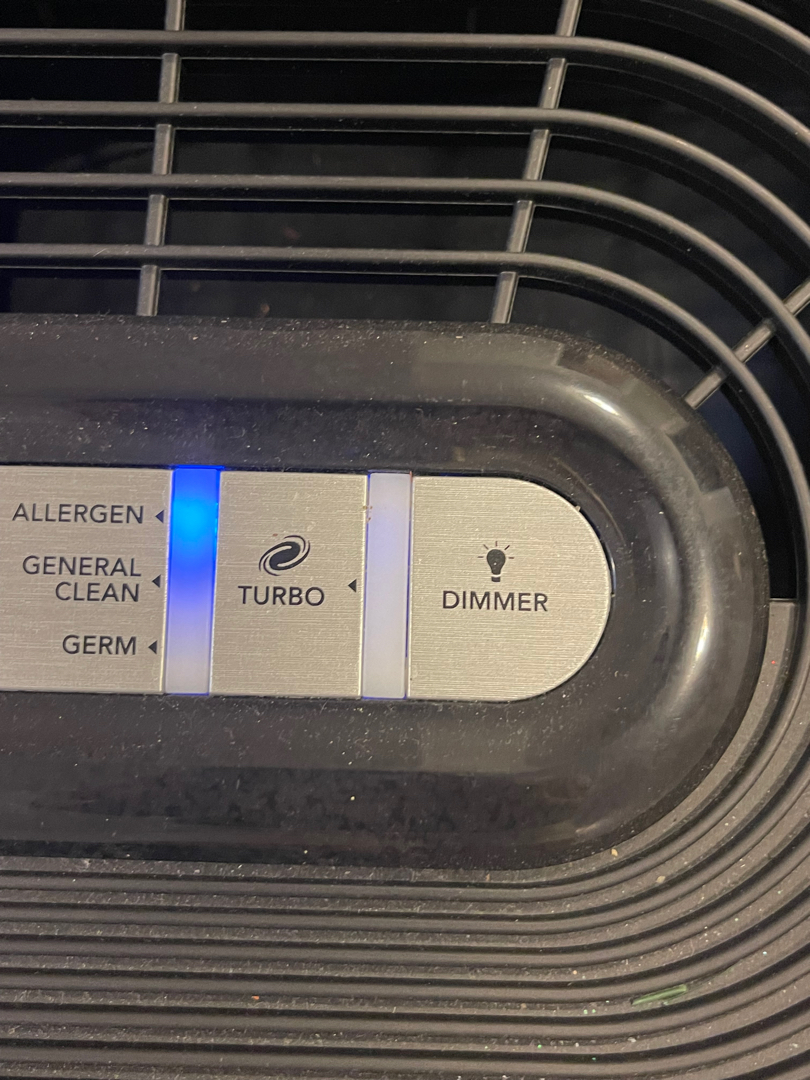 ALLERGEN
GENERAL
CLEAN
GERM
TURBO
DIMMER